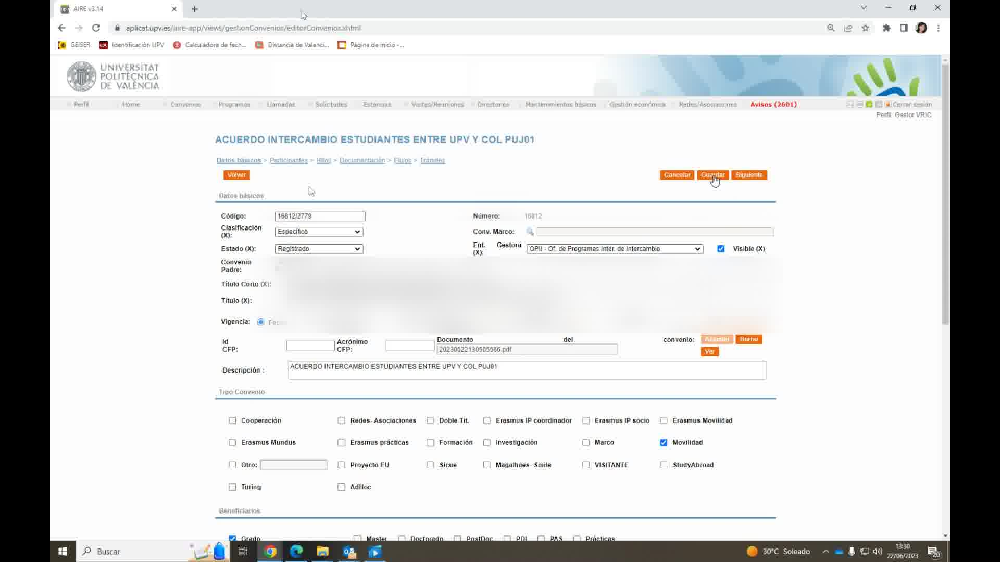 AIRE v3.14
aplicat.upv.es/aire-app/views/gestionConvenios/editorConvenios.xhtml
GEISER Identificación UPV Calculadora de fech... Distancia de Valenci... Página de inicio -...
UNIVERSITAT
POLITÈCNICA
DE VALÈNCIA
Perfil Home Convenios Programas Llamadas Solicitudes Estancias Visitas/Reuniones Directorios Mantenimientos básicos Gestión económica Redes/Asociaciones Avisos (2601) Cerrar sesión
Perfil: Gestor VRIC
ACUERDO INTERCAMBIO ESTUDIANTES ENTRE UPV Y COL PUJ01
Datos básicos > Participantes > Hitos > Documentación > Flujos > Trámites
Volver Cancelar Guardar Siguiente
Datos básicos
Código: 16812/2779 Número: 16812
Clasificación (X): Específico Conv. Marco:
Estado (X): Registrado Ent. Gestora (X): OPII - Of. de Programas Inter. de Intercambio Visible (X)
Convenio Padre:
Título Corto (X):
Título (X):
Vigencia:
Id CFP: Acrónimo CFP: Documento del convenio: 20230622130505566.pdf Adjuntar Borrar
Ver
Descripción : ACUERDO INTERCAMBIO ESTUDIANTES ENTRE UPV Y COL PUJ01
Tipo Convenio
Cooperación Redes- Asociaciones Doble Tit. Erasmus IP coordinador Erasmus IP socio Erasmus Movilidad
Erasmus Mundus Erasmus prácticas Formación Investigación Marco Movilidad
Otro: Proyecto EU Sicue Magalhaes- Smile VISITANTE StudyAbroad
Turing AdHoc
Beneficiarios
Grado Master Doctorado PostDoc PDI PAS Prácticas
Buscar 30°C Soleado 13:30
22/06/2023 20